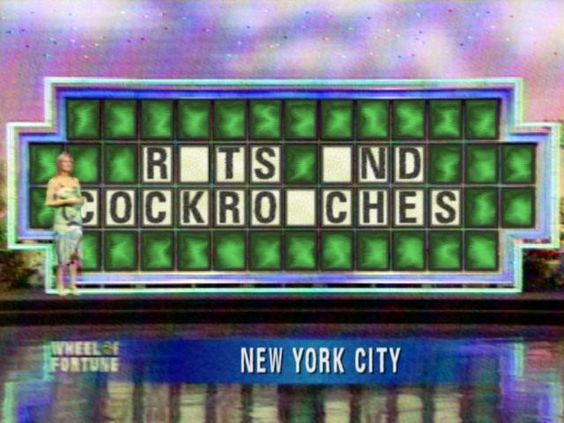 R TS  ND
COCKRO CHES
WHEEL OF
FORTUNE
NEW YORK CITY